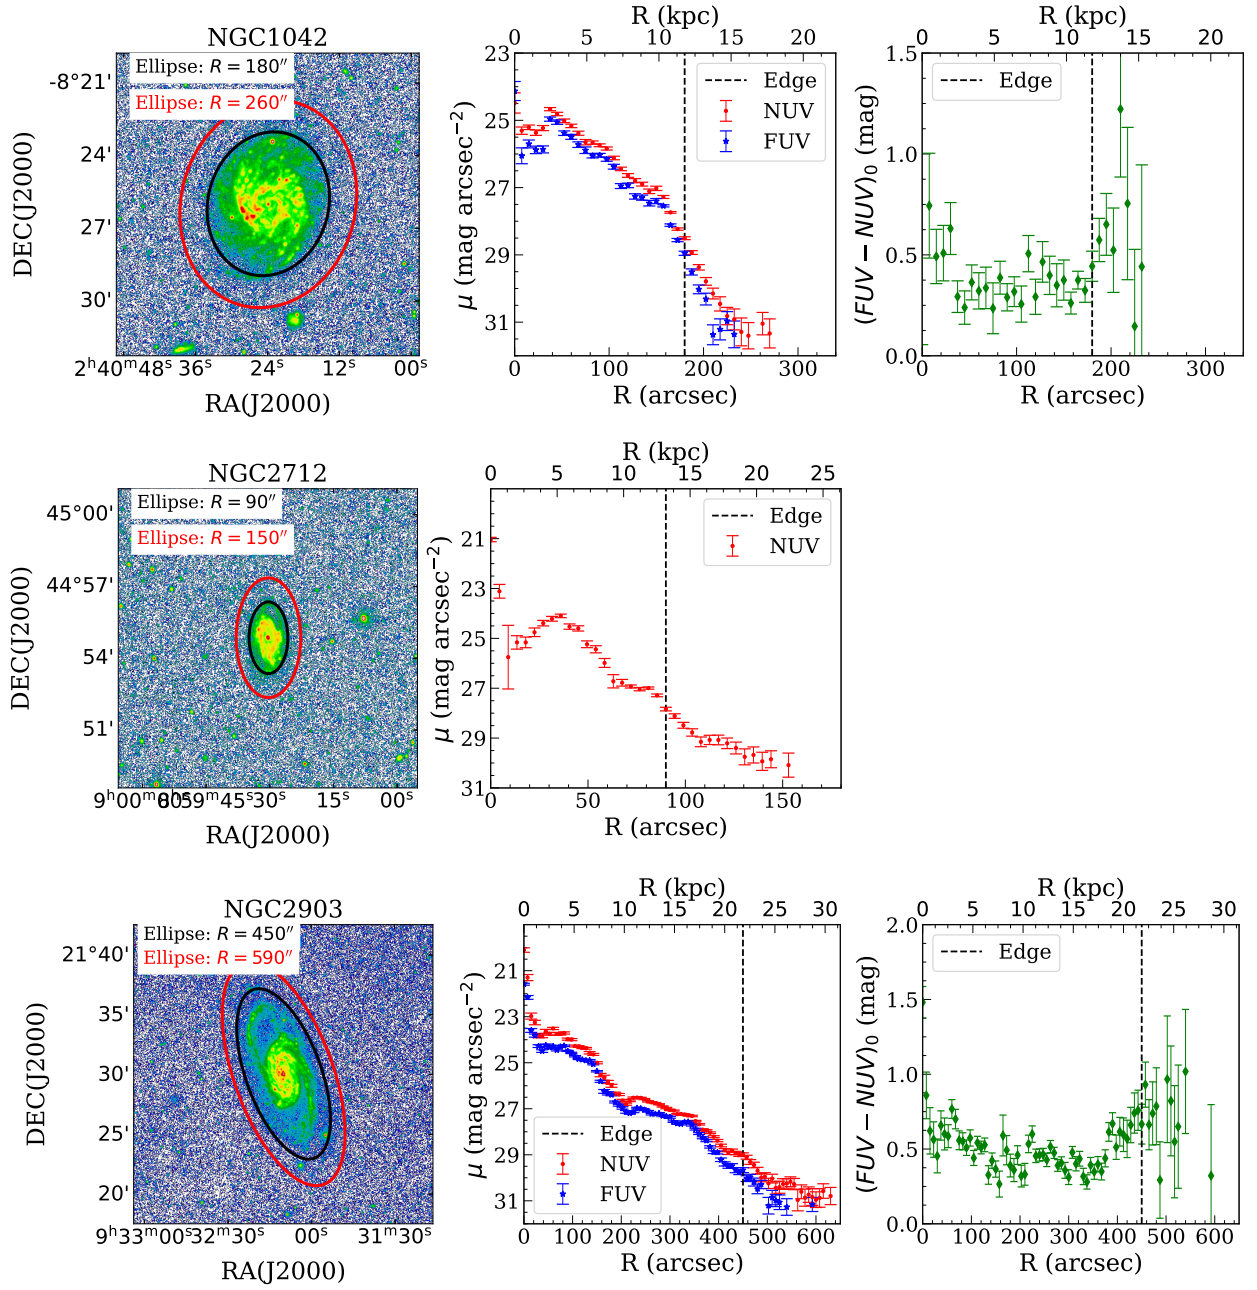 NGC1042
Ellipse: R = 180″
Ellipse: R = 260″
-8°21'
24'
27'
30'
DEC(J2000)
2ʰ40ᵐ48ˢ 36ˢ 24ˢ 12ˢ 00ˢ
RA(J2000)
R (kpc)
0 5 10 15 20
23
25
27
29
31
μ (mag arcsec⁻²)
Edge
NUV
FUV
0 100 200 300
R (arcsec)
R (kpc)
0 5 10 15 20
1.5
1.0
0.5
0.0
(FUV − NUV)₀ (mag)
Edge
0 100 200 300
R (arcsec)
NGC2712
Ellipse: R = 90″
Ellipse: R = 150″
45°00'
44°57'
54'
51'
DEC(J2000)
45ˢ 30ˢ 15ˢ 00ˢ
RA(J2000)
R (kpc)
0 5 10 15 20 25
21
23
25
27
29
31
μ (mag arcsec⁻²)
Edge
NUV
0 50 100 150
R (arcsec)
NGC2903
Ellipse: R = 450″
Ellipse: R = 590″
21°40'
35'
30'
25'
20'
DEC(J2000)
9ʰ33ᵐ00ˢ 32ᵐ30ˢ 00ˢ 31ᵐ30ˢ
RA(J2000)
R (kpc)
0 5 10 15 20 25 30
21
23
25
27
29
31
μ (mag arcsec⁻²)
Edge
NUV
FUV
0 100 200 300 400 500 600
R (arcsec)
R (kpc)
0 5 10 15 20 25 30
2.0
1.5
1.0
0.5
0.0
(FUV − NUV)₀ (mag)
Edge
0 100 200 300 400 500 600
R (arcsec)